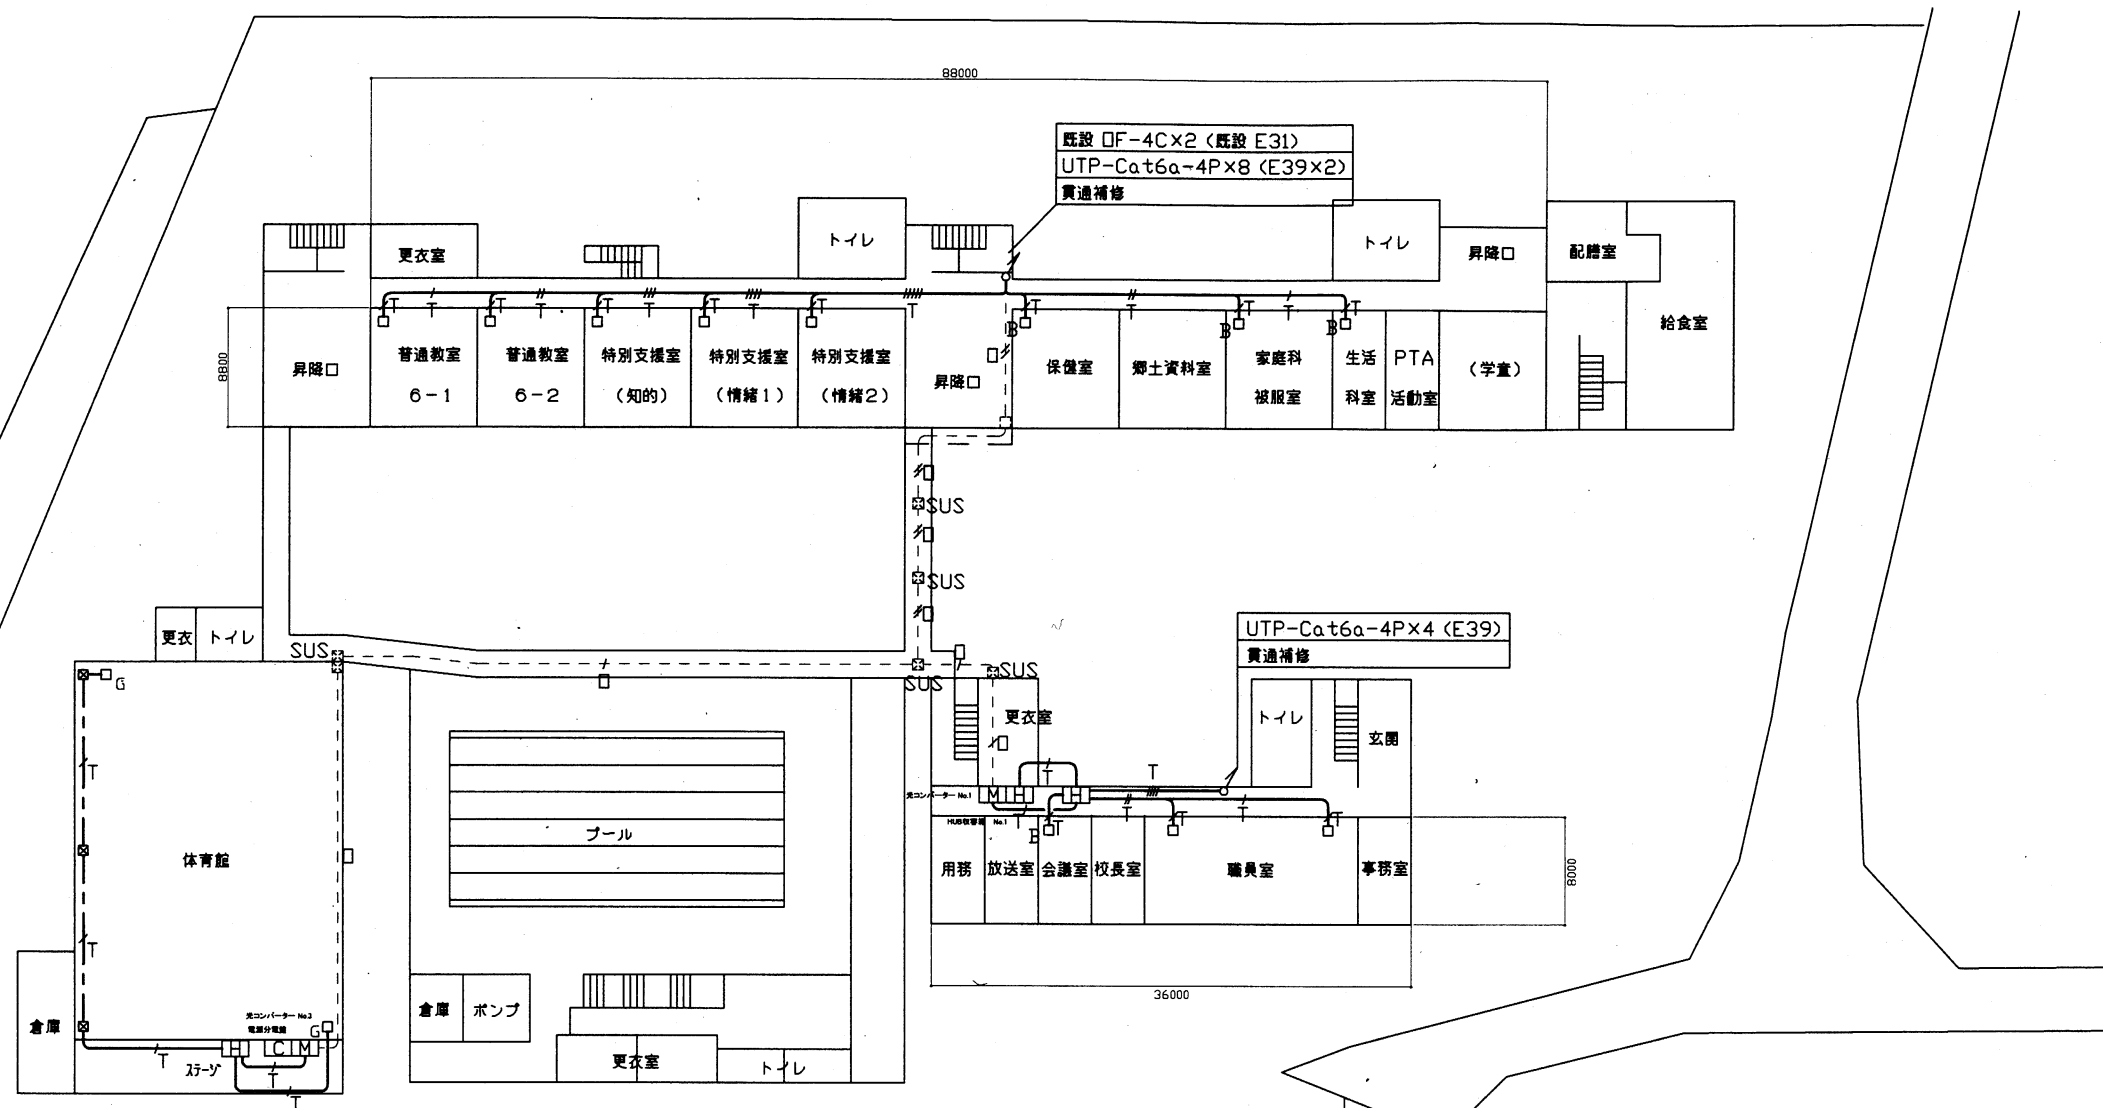 88000
既設 OF-4C×2 (既設 E31)
UTP-Cat6a-4P×8 (E39×2)
貫通補修
更衣室
トイレ
トイレ
昇降口
配膳室
給食室
T T T T T T T T T T T T T T T T
B B B
8800
昇降口
普通教室
6-1
普通教室
6-2
特別支援室
(知的)
特別支援室
(情緒1)
特別支援室
(情緒2)
昇降口
保健室
郷土資料室
家庭科
被服室
生活
科室
PTA
活動室
(学童)
SUS
SUS
更衣
トイレ
SUS
SUS
SUS
UTP-Cat6a-4P×4 (E39)
貫通補修
G
更衣室
トイレ
玄関
T
T
T
光コンバーター No.1
M H
H
T
T
T
T
T
T
HUB収容箱 No.1
B
プール
体育館
用務
放送室
会議室
校長室
職員室
事務室
8000
T
36000
倉庫
倉庫
ポンプ
光コンバーター No.3
電源分電盤
G
H
C M
T
ステージ
T
T
更衣室
トイレ